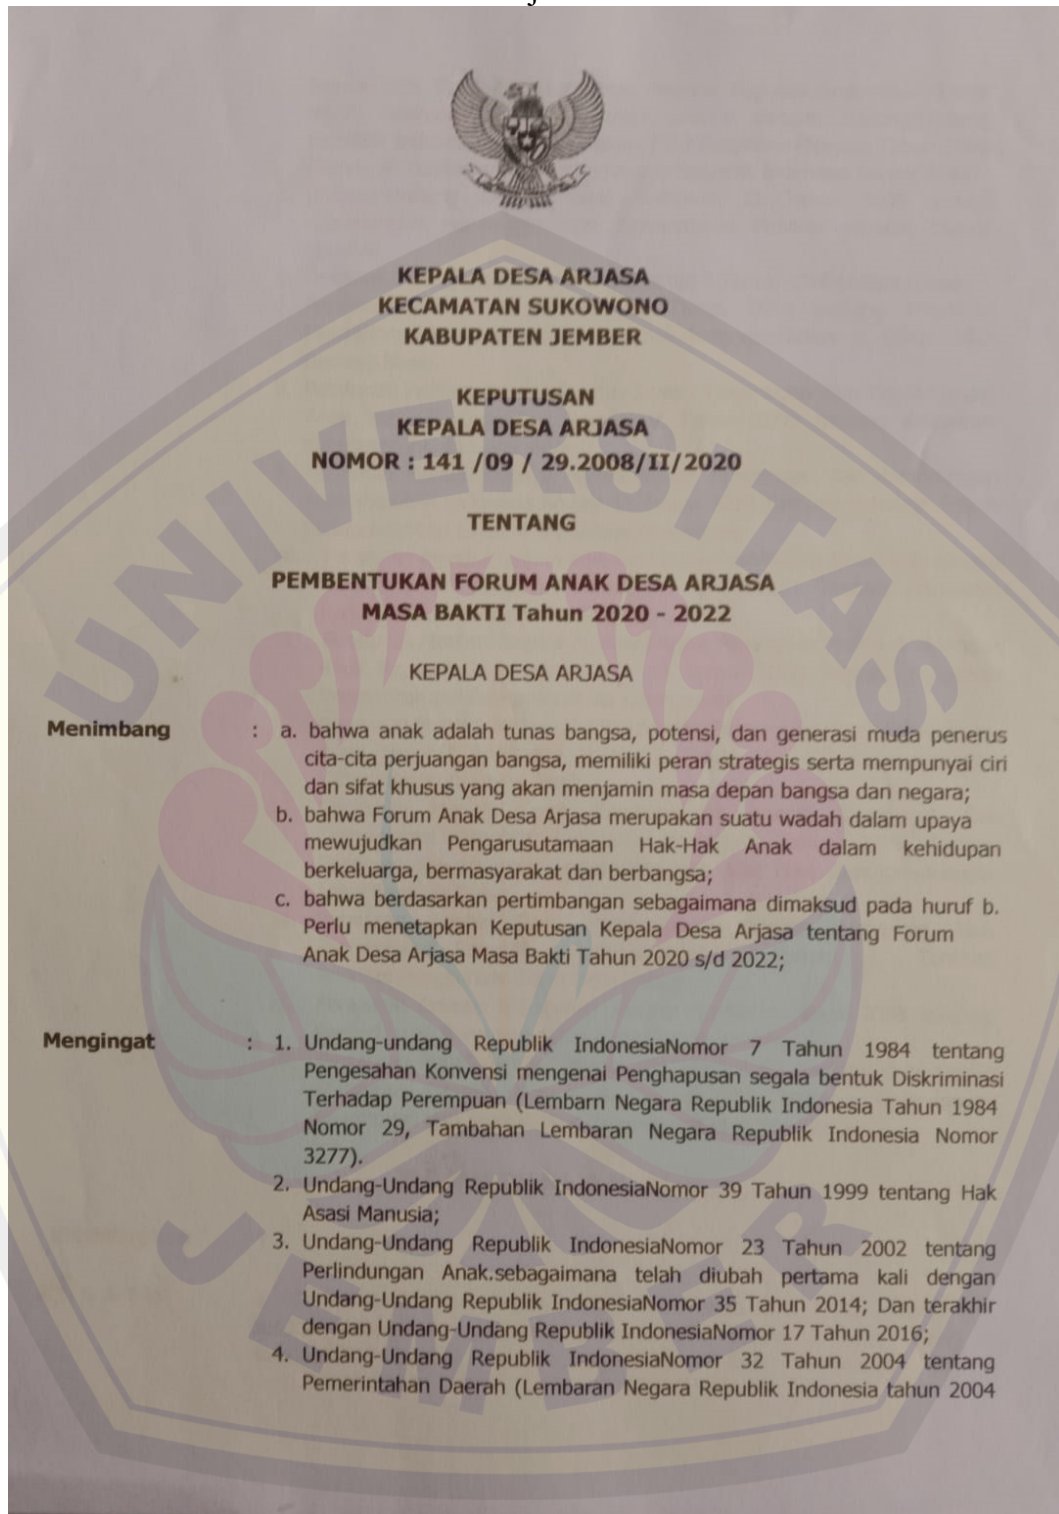 KEPALA DESA ARJASA
KECAMATAN SUKOWONO
KABUPATEN JEMBER
KEPUTUSAN
KEPALA DESA ARJASA
NOMOR : 141 /09 / 29.2008/II/2020
TENTANG
PEMBENTUKAN FORUM ANAK DESA ARJASA
MASA BAKTI Tahun 2020 - 2022
KEPALA DESA ARJASA
Menimbang : a. bahwa anak adalah tunas bangsa, potensi, dan generasi muda penerus
cita-cita perjuangan bangsa, memiliki peran strategis serta mempunyai ciri
dan sifat khusus yang akan menjamin masa depan bangsa dan negara;
b. bahwa Forum Anak Desa Arjasa merupakan suatu wadah dalam upaya
mewujudkan Pengarusutamaan Hak-Hak Anak dalam kehidupan
berkeluarga, bermasyarakat dan berbangsa;
c. bahwa berdasarkan pertimbangan sebagaimana dimaksud pada huruf b.
Perlu menetapkan Keputusan Kepala Desa Arjasa tentang Forum
Anak Desa Arjasa Masa Bakti Tahun 2020 s/d 2022;
Mengingat : 1. Undang-undang Republik IndonesiaNomor 7 Tahun 1984 tentang
Pengesahan Konvensi mengenai Penghapusan segala bentuk Diskriminasi
Terhadap Perempuan (Lembarn Negara Republik Indonesia Tahun 1984
Nomor 29, Tambahan Lembaran Negara Republik Indonesia Nomor
3277).
2. Undang-Undang Republik IndonesiaNomor 39 Tahun 1999 tentang Hak
Asasi Manusia;
3. Undang-Undang Republik IndonesiaNomor 23 Tahun 2002 tentang
Perlindungan Anak.sebagaimana telah diubah pertama kali dengan
Undang-Undang Republik IndonesiaNomor 35 Tahun 2014; Dan terakhir
dengan Undang-Undang Republik IndonesiaNomor 17 Tahun 2016;
4. Undang-Undang Republik IndonesiaNomor 32 Tahun 2004 tentang
Pemerintahan Daerah (Lembaran Negara Republik Indonesia tahun 2004
UNIVERSITAS
JEMBER